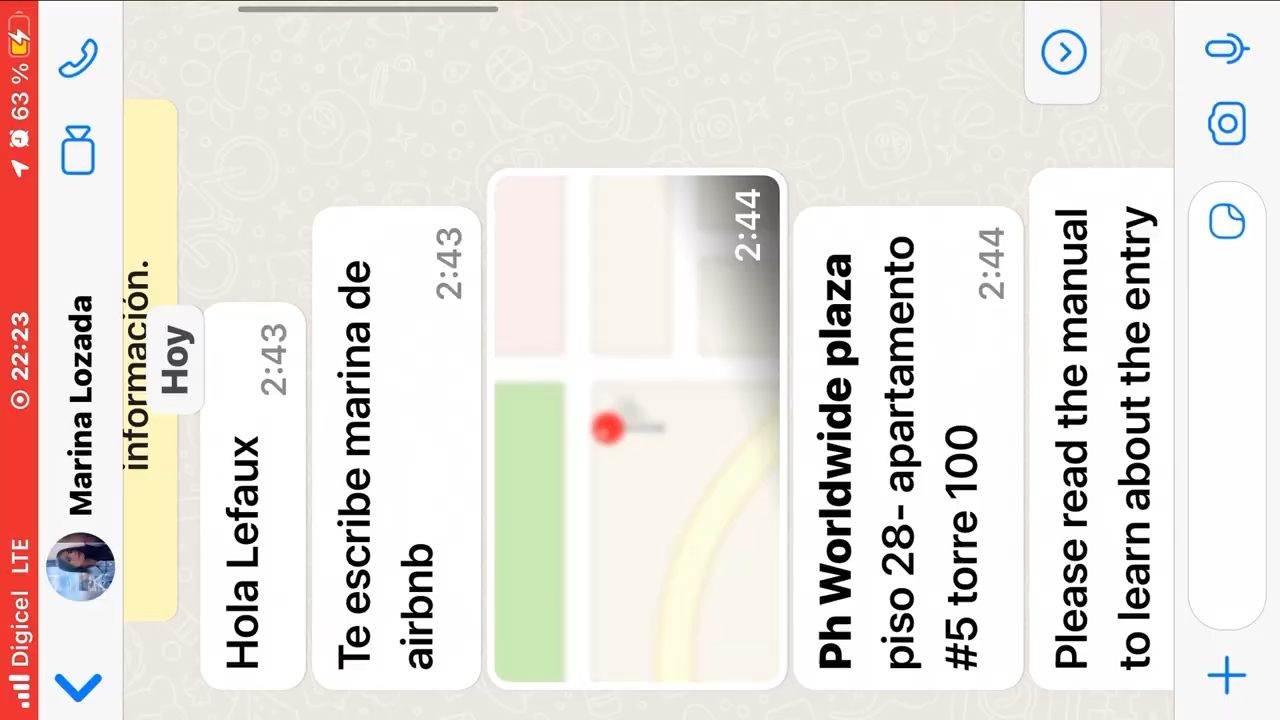 Digicel LTE 22:23 63 %
Marina Lozada
información.
Hoy
Hola Lefaux
2:43
Te escribe marina de
airbnb
2:43
2:44
Ph Worldwide plaza
piso 28- apartamento
#5 torre 100
2:44
Please read the manual
to learn about the entry